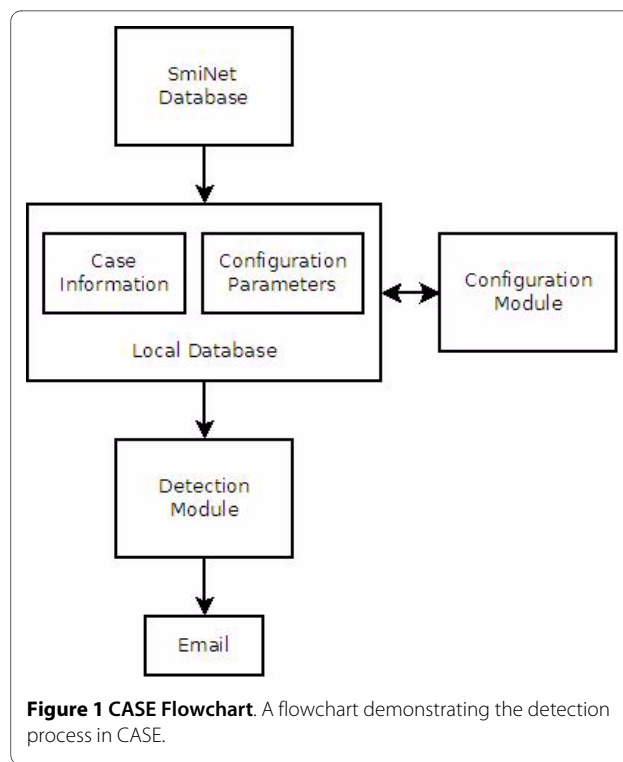 SmiNet
Database
Case
Information
Configuration
Parameters
Local Database
Configuration
Module
Detection
Module
Email
Figure 1 CASE Flowchart. A flowchart demonstrating the detection
process in CASE.